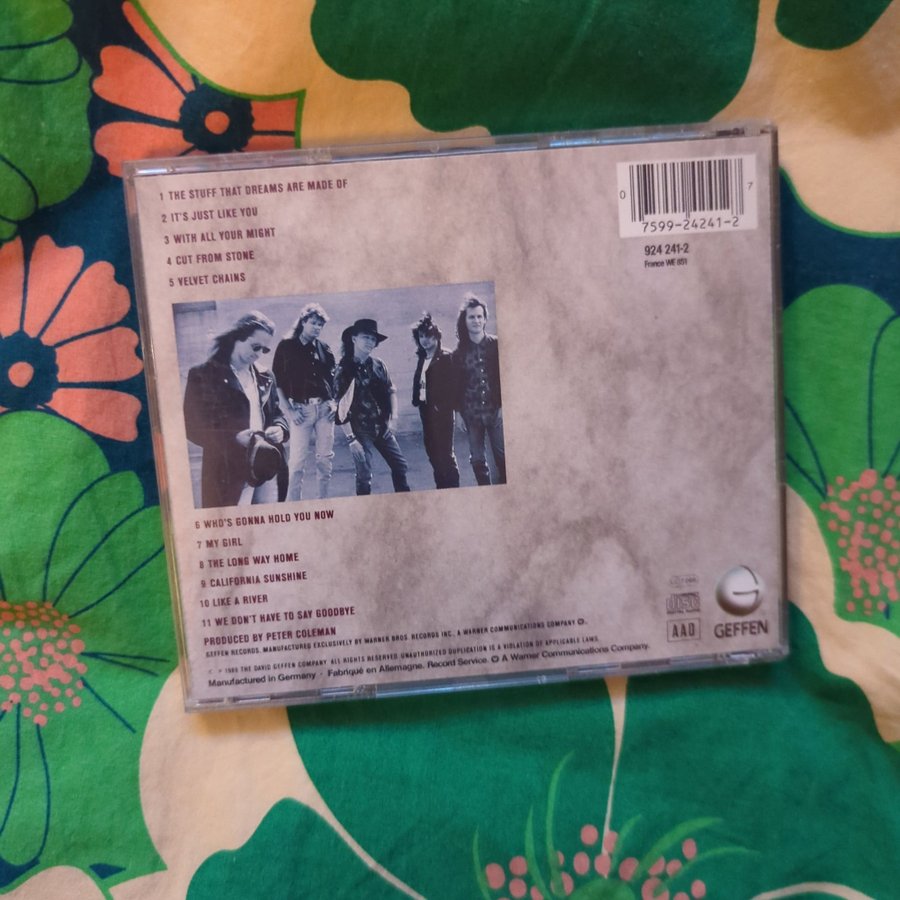 1 THE STUFF THAT DREAMS ARE MADE OF
2 IT'S JUST LIKE YOU
3 WITH ALL YOUR MIGHT
4 CUT FROM STONE
5 VELVET CHAINS
0 7
7599-24241-2
924 241-2
France WE 851
6 WHO'S GONNA HOLD YOU NOW
7 MY GIRL
8 THE LONG WAY HOME
9 CALIFORNIA SUNSHINE
10 LIKE A RIVER
11 WE DON'T HAVE TO SAY GOODBYE
PRODUCED BY PETER COLEMAN
GEFFEN RECORDS. MANUFACTURED EXCLUSIVELY BY WARNER BROS. RECORDS INC. A WARNER COMMUNICATIONS COMPANY
© ℗ 1989 THE DAVID GEFFEN COMPANY ALL RIGHTS RESERVED. UNAUTHORIZED DUPLICATION IS A VIOLATION OF APPLICABLE LAWS.
Manufactured in Germany · Fabriqué en Allemagne. Record Service. A Warner Communications Company.
COMPACT
disc
DIGITAL AUDIO
AAD
GEFFEN